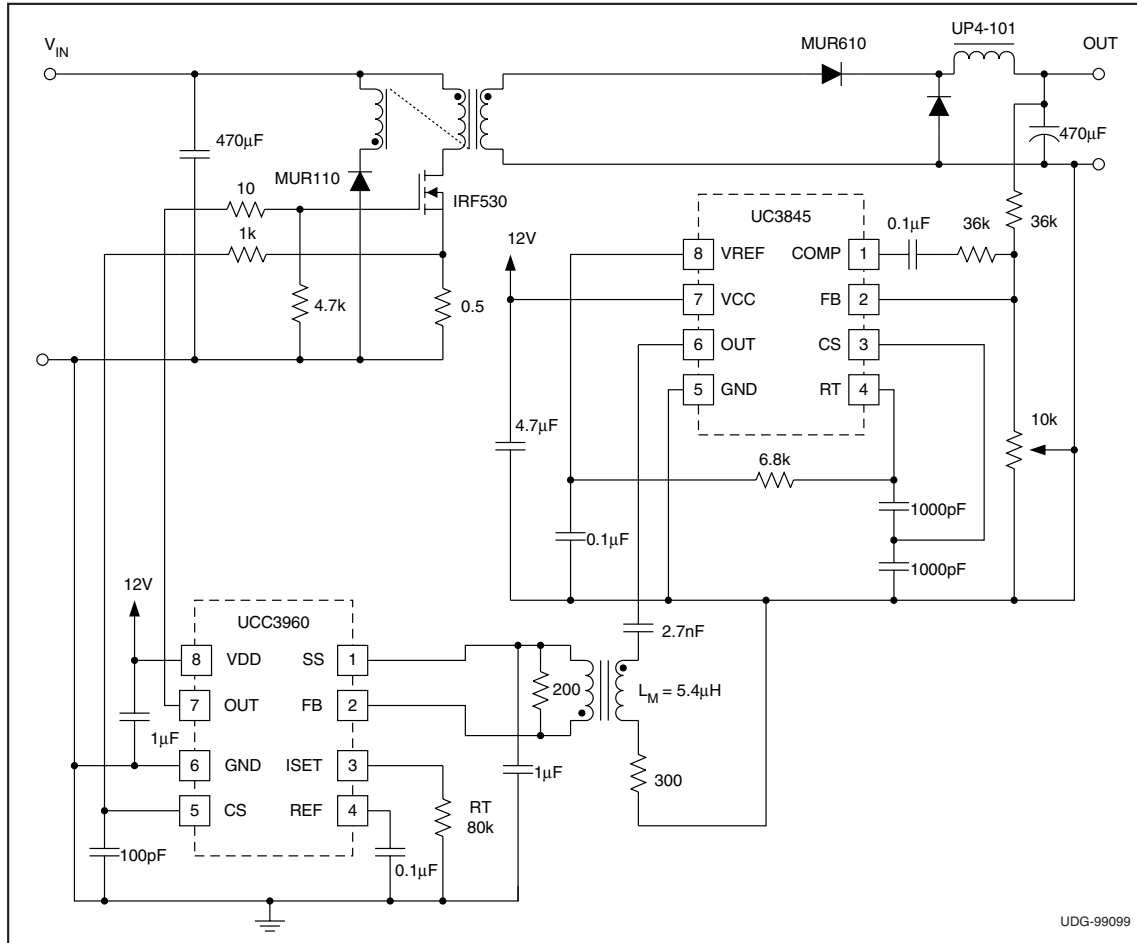 UP4-101
MUR610
OUT
V_IN
470µF
470µF
MUR110
10
IRF530
UC3845
0.1µF
36k
36k
1k
12V
8 VREF COMP 1
4.7k
0.5
7 VCC FB 2
6 OUT CS 3
5 GND RT 4
10k
4.7µF
6.8k
1000pF
0.1µF
1000pF
12V
UCC3960
2.7nF
8 VDD SS 1
200
L_M = 5.4µH
7 OUT FB 2
1µF
6 GND ISET 3
1µF
300
RT
80k
5 CS REF 4
100pF
0.1µF
UDG-99099